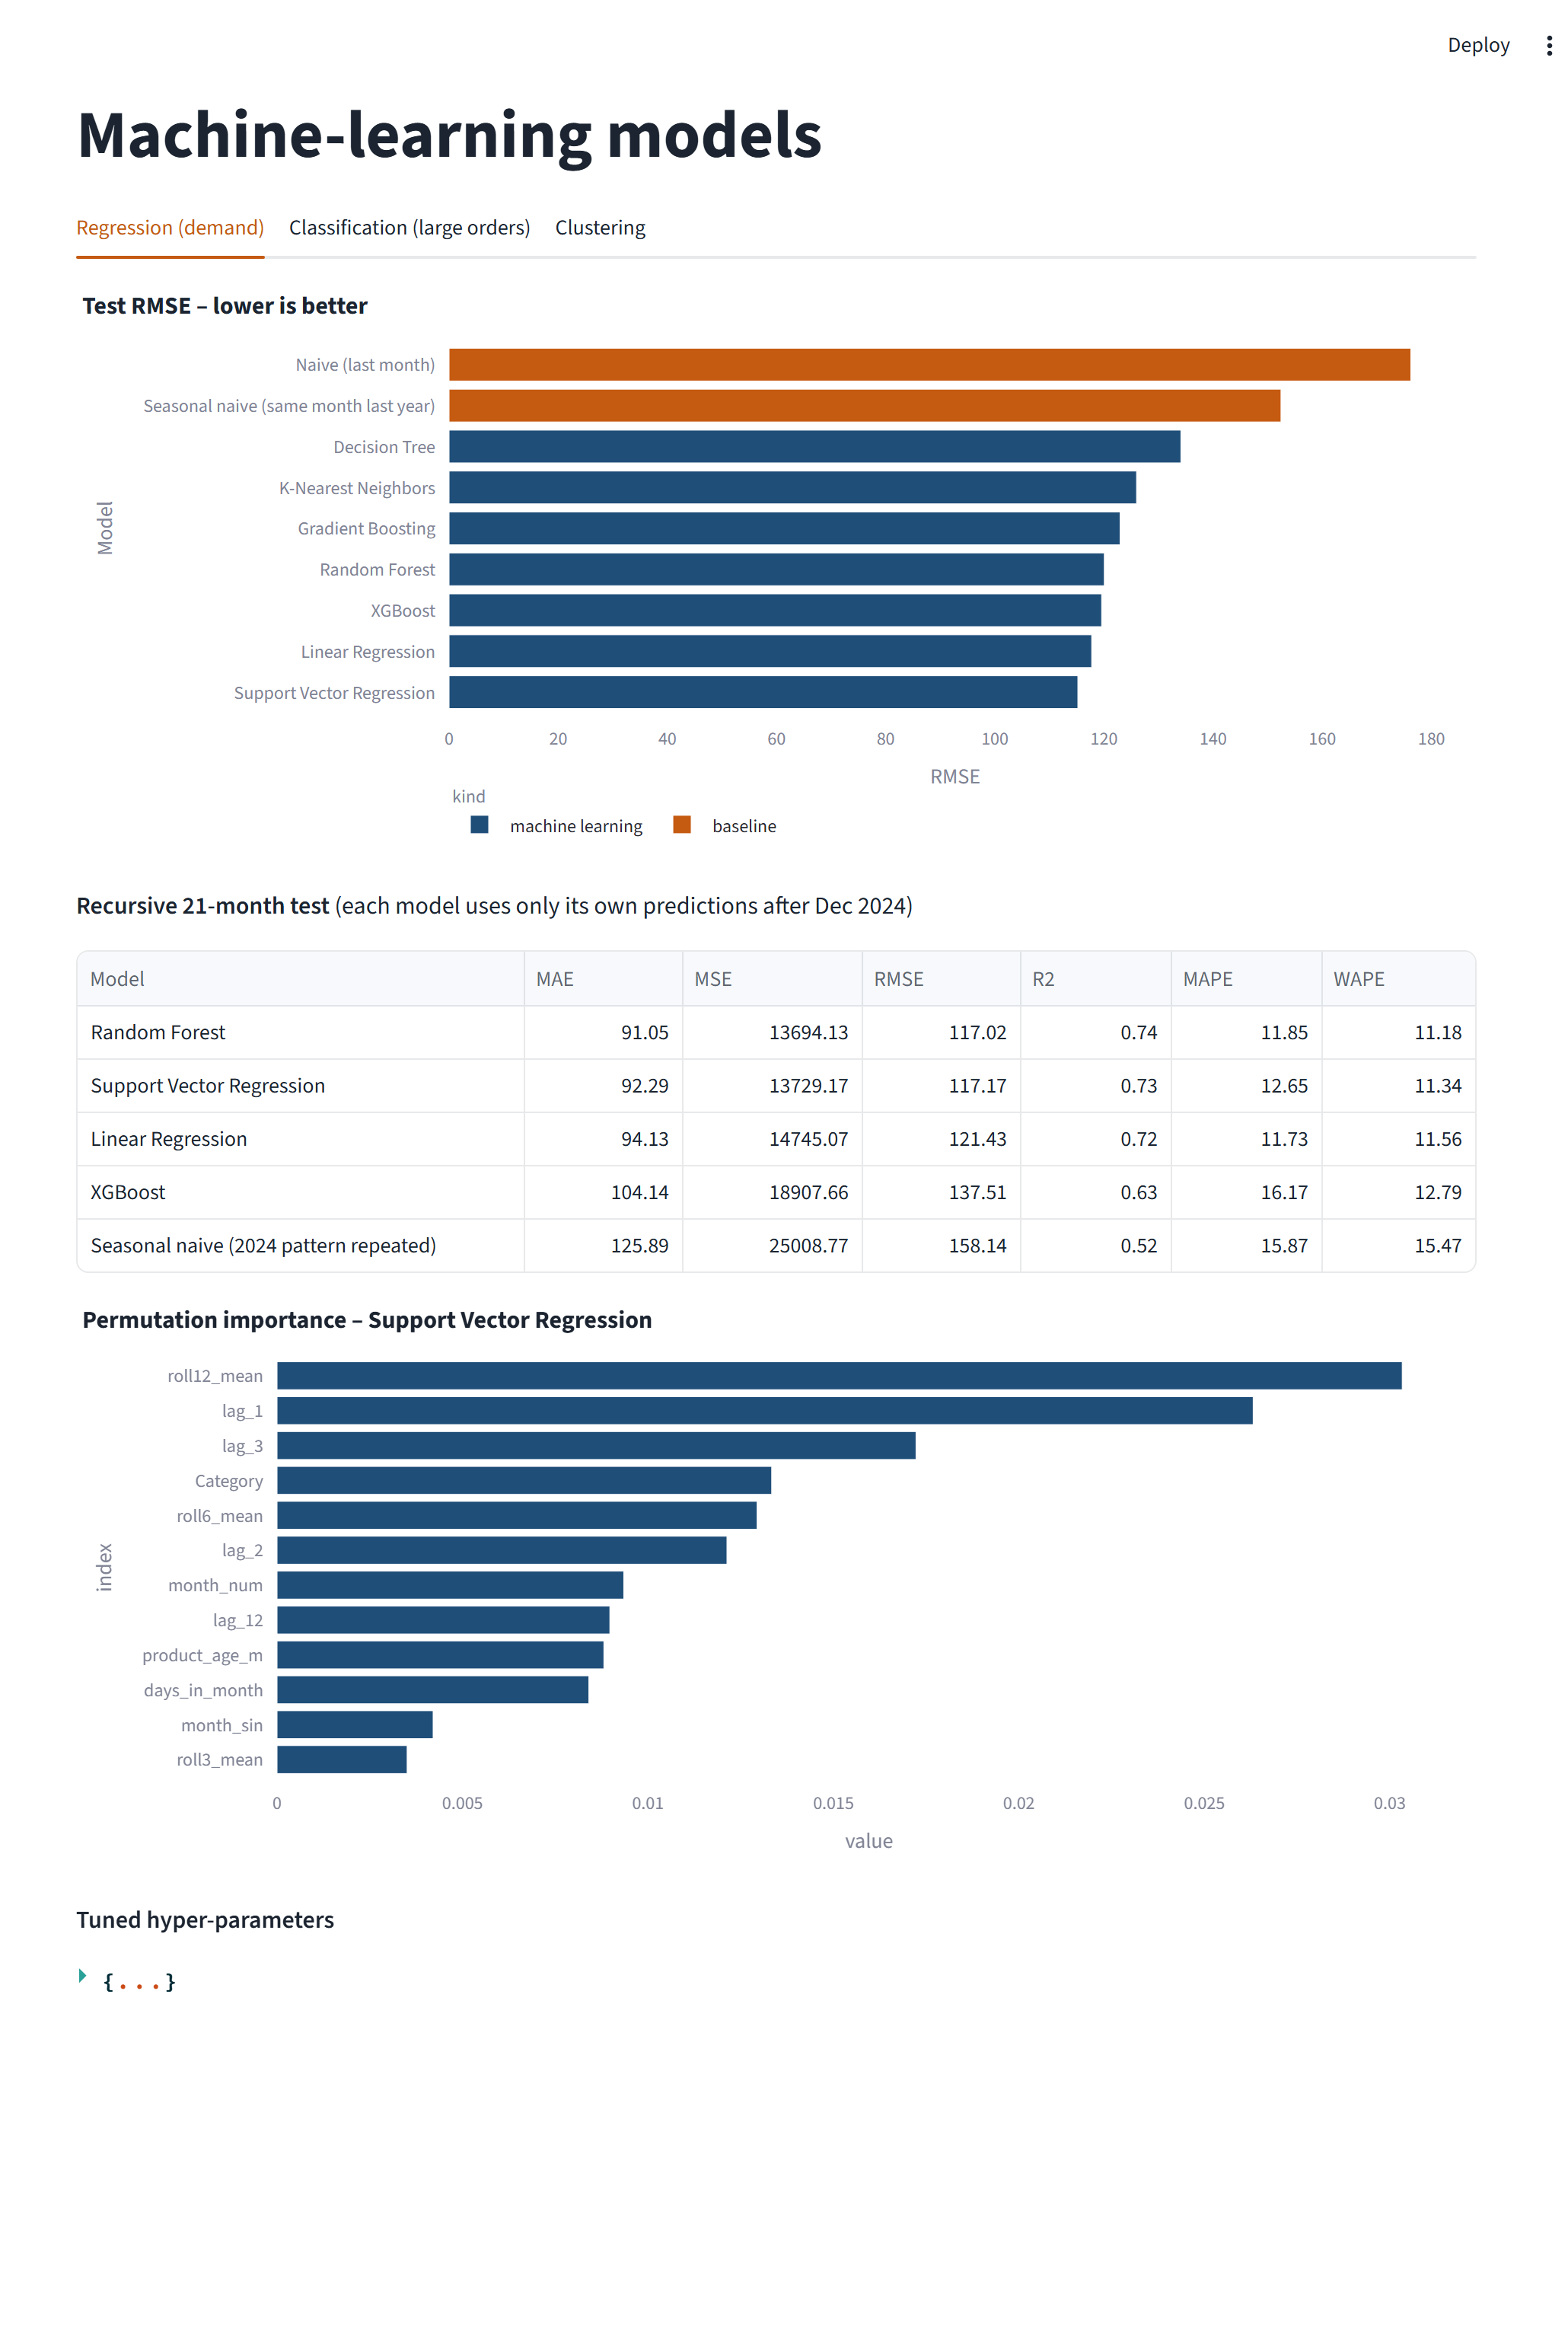 Deploy
Machine-learning models
Regression (demand) Classification (large orders) Clustering
Test RMSE – lower is better
Model
Naive (last month)
Seasonal naive (same month last year)
Decision Tree
K-Nearest Neighbors
Gradient Boosting
Random Forest
XGBoost
Linear Regression
Support Vector Regression
0 20 40 60 80 100 120 140 160 180
RMSE
kind
machine learning baseline
Recursive 21-month test (each model uses only its own predictions after Dec 2024)
Model MAE MSE RMSE R2 MAPE WAPE
Random Forest 91.05 13694.13 117.02 0.74 11.85 11.18
Support Vector Regression 92.29 13729.17 117.17 0.73 12.65 11.34
Linear Regression 94.13 14745.07 121.43 0.72 11.73 11.56
XGBoost 104.14 18907.66 137.51 0.63 16.17 12.79
Seasonal naive (2024 pattern repeated) 125.89 25008.77 158.14 0.52 15.87 15.47
Permutation importance – Support Vector Regression
index
roll12_mean
lag_1
lag_3
Category
roll6_mean
lag_2
month_num
lag_12
product_age_m
days_in_month
month_sin
roll3_mean
0 0.005 0.01 0.015 0.02 0.025 0.03
value
Tuned hyper-parameters
{...}